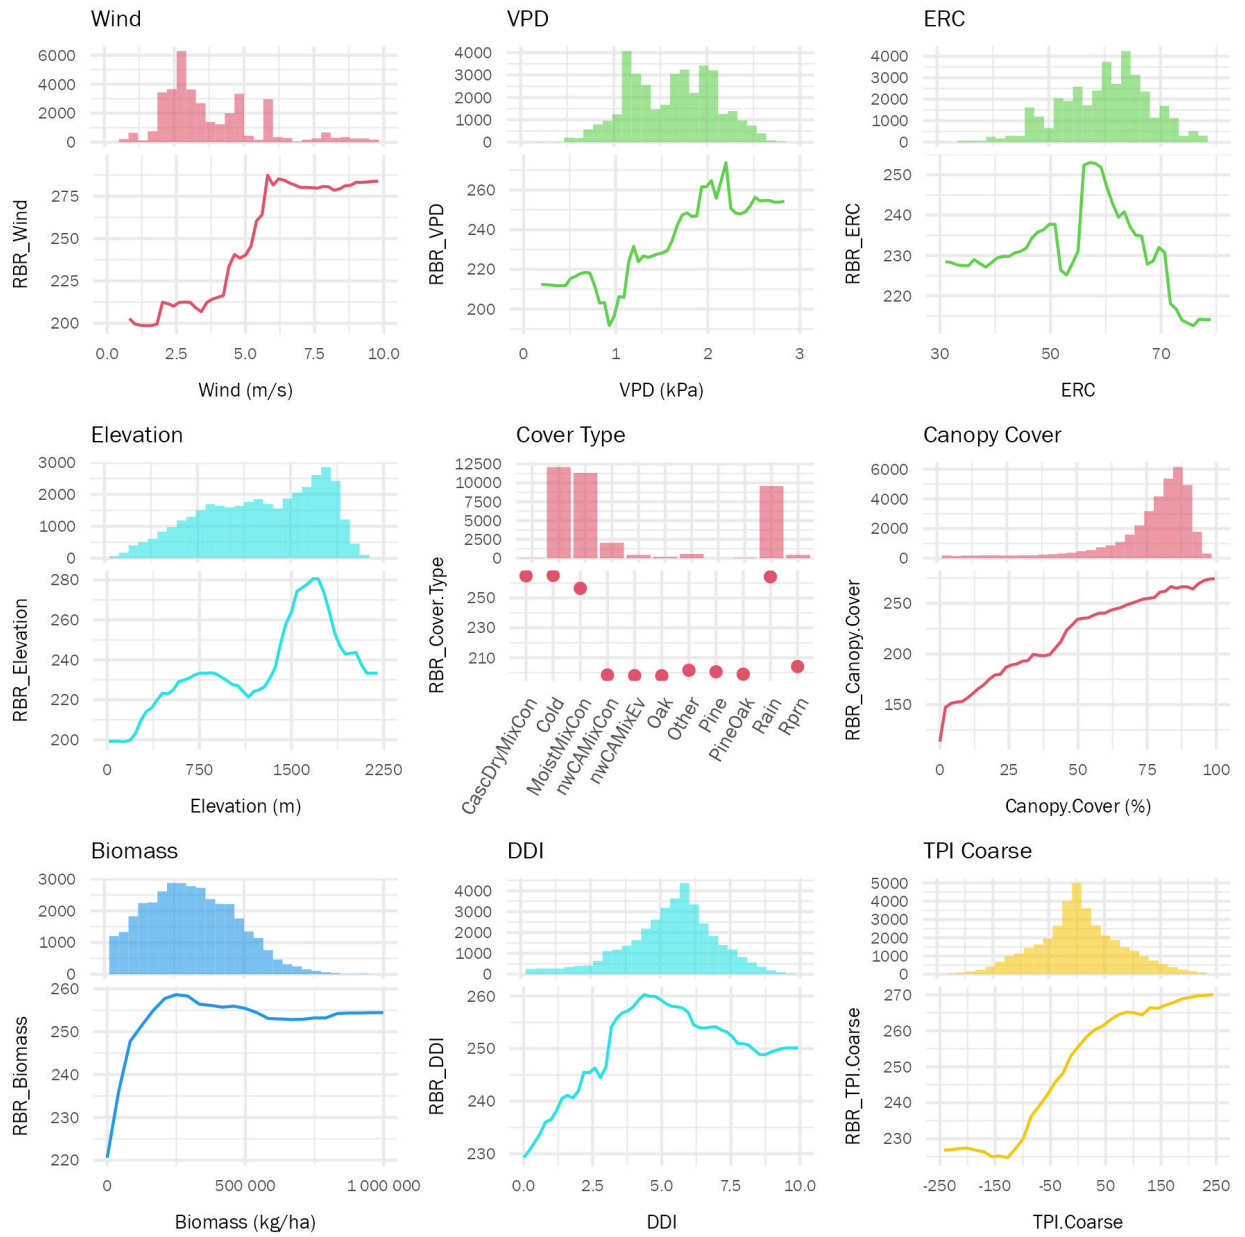 Wind
6000
4000
2000
0
RBR_Wind
275
250
225
200
0.0 2.5 5.0 7.5 10.0
Wind (m/s)
VPD
4000
3000
2000
1000
0
RBR_VPD
260
240
220
200
0 1 2 3
VPD (kPa)
ERC
4000
3000
2000
1000
0
RBR_ERC
250
240
230
220
30 50 70
ERC
Elevation
3000
2000
1000
0
RBR_Elevation
280
260
240
220
200
0 750 1500 2250
Elevation (m)
Cover Type
12500
10000
7500
5000
2500
0
RBR_Cover.Type
250
230
210
CascDryMixCon
Cold
MoistMixCon
nwCAMixCon
nwCAMixEv
Oak
Other
Pine
PineOak
Rain
Rprn
Canopy Cover
6000
4000
2000
0
RBR_Canopy.Cover
250
200
150
0 25 50 75 100
Canopy.Cover (%)
Biomass
3000
2000
1000
0
RBR_Biomass
260
250
240
230
220
0 500 000 1 000 000
Biomass (kg/ha)
DDI
4000
3000
2000
1000
0
RBR_DDI
260
250
240
230
0.0 2.5 5.0 7.5 10.0
DDI
TPI Coarse
5000
4000
3000
2000
1000
0
RBR_TPI.Coarse
270
260
250
240
230
-250 -150 -50 50 150 250
TPI.Coarse